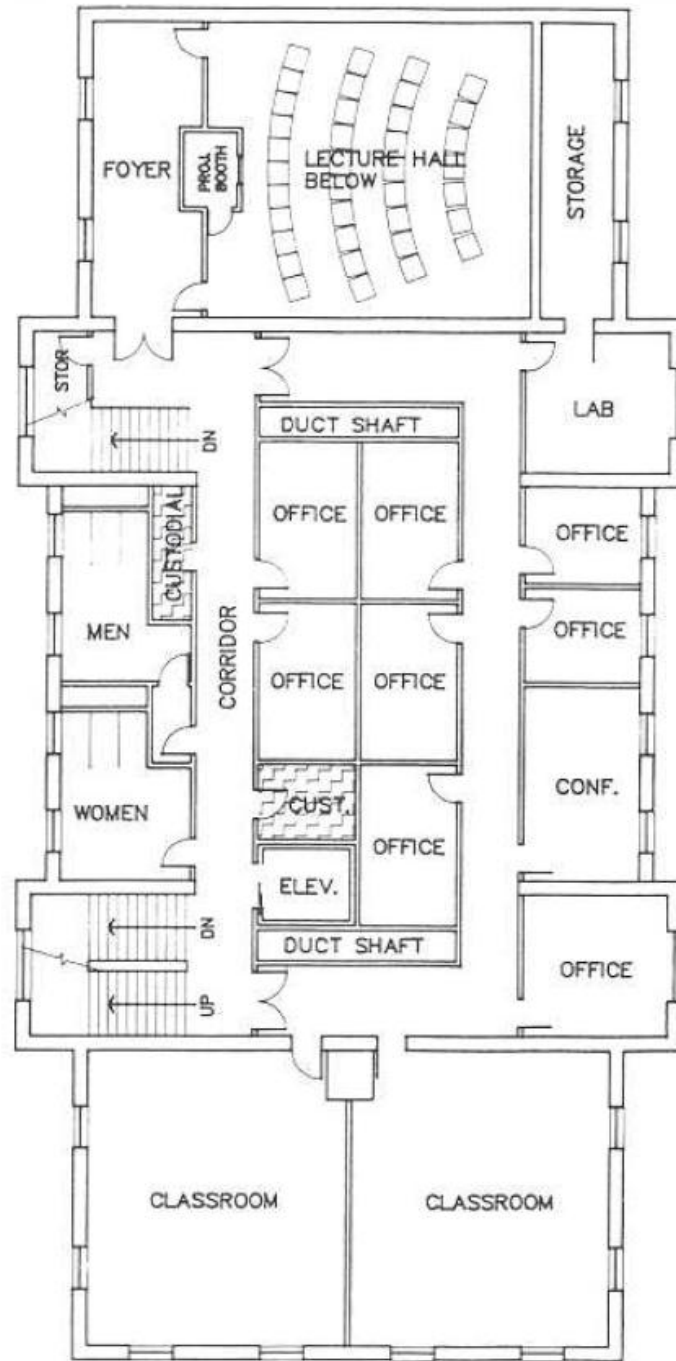 FOYER
PROJ.
BOOTH
LECTURE HALL
BELOW
STORAGE
STOR
DN
LAB
DUCT SHAFT
CUSTODIAL
OFFICE
OFFICE
OFFICE
MEN
CORRIDOR
OFFICE
OFFICE
OFFICE
WOMEN
CUST.
OFFICE
CONF.
ELEV.
DN
DUCT SHAFT
OFFICE
UP
CLASSROOM
CLASSROOM